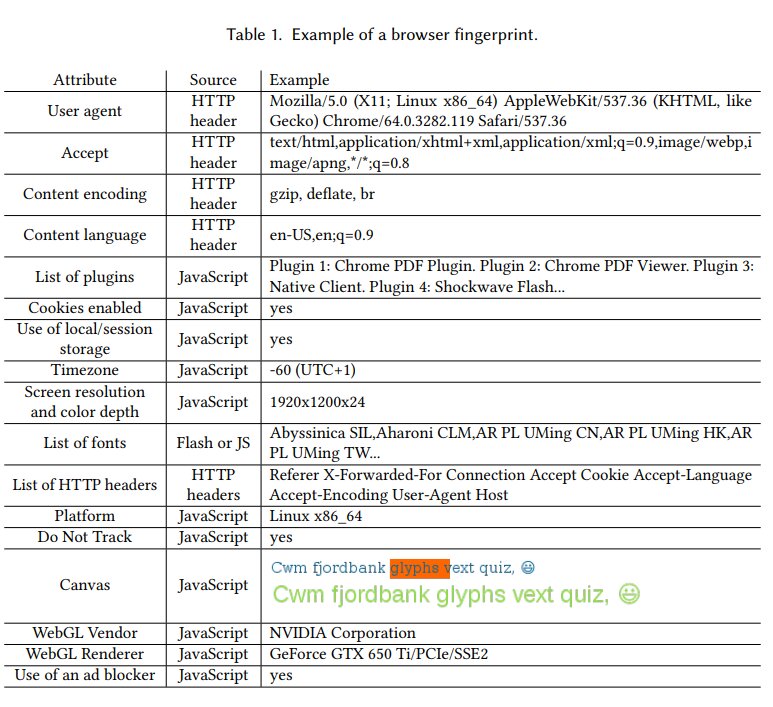 Table 1. Example of a browser fingerprint.
Attribute Source Example
User agent HTTP header Mozilla/5.0 (X11; Linux x86_64) AppleWebKit/537.36 (KHTML, like
Gecko) Chrome/64.0.3282.119 Safari/537.36
Accept HTTP header text/html,application/xhtml+xml,application/xml;q=0.9,image/webp,i
mage/apng,*/*;q=0.8
Content encoding HTTP header gzip, deflate, br
Content language HTTP header en-US,en;q=0.9
List of plugins JavaScript Plugin 1: Chrome PDF Plugin. Plugin 2: Chrome PDF Viewer. Plugin 3:
Native Client. Plugin 4: Shockwave Flash...
Cookies enabled JavaScript yes
Use of local/session storage JavaScript yes
Timezone JavaScript -60 (UTC+1)
Screen resolution and color depth JavaScript 1920x1200x24
List of fonts Flash or JS Abyssinica SIL,Aharoni CLM,AR PL UMing CN,AR PL UMing HK,AR
PL UMing TW...
List of HTTP headers HTTP headers Referer X-Forwarded-For Connection Accept Cookie Accept-Language
Accept-Encoding User-Agent Host
Platform JavaScript Linux x86_64
Do Not Track JavaScript yes
Canvas JavaScript Cwm fjordbank glyphs vext quiz, 😃
Cwm fjordbank glyphs vext quiz, 😃
WebGL Vendor JavaScript NVIDIA Corporation
WebGL Renderer JavaScript GeForce GTX 650 Ti/PCIe/SSE2
Use of an ad blocker JavaScript yes